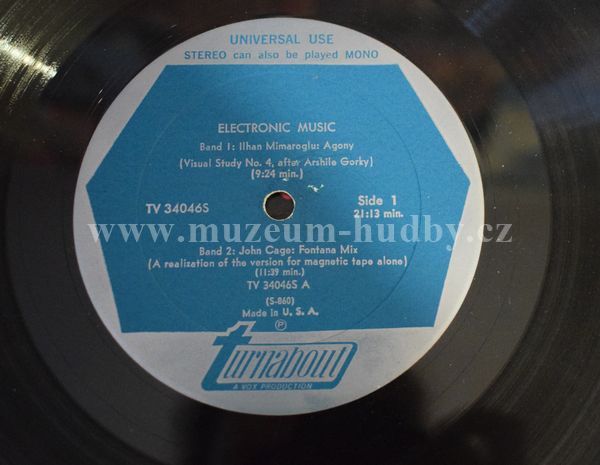 UNIVERSAL USE
STEREO can also be played MONO
ELECTRONIC MUSIC
Band 1: Ilhan Mimaroglu: Agony
(Visual Study No. 4, after Arshile Gorky)
(9:24 min.)
TV 34046S
Side 1
21:13 min.
www.muzeum-hudby.cz
Band 2: John Cage: Fontana Mix
(A realization of the version for magnetic tape alone)
(11:39 min.)
TV 34046S A
(S-860)
Made in U. S. A.
℗
turnabout
A VOX PRODUCTION